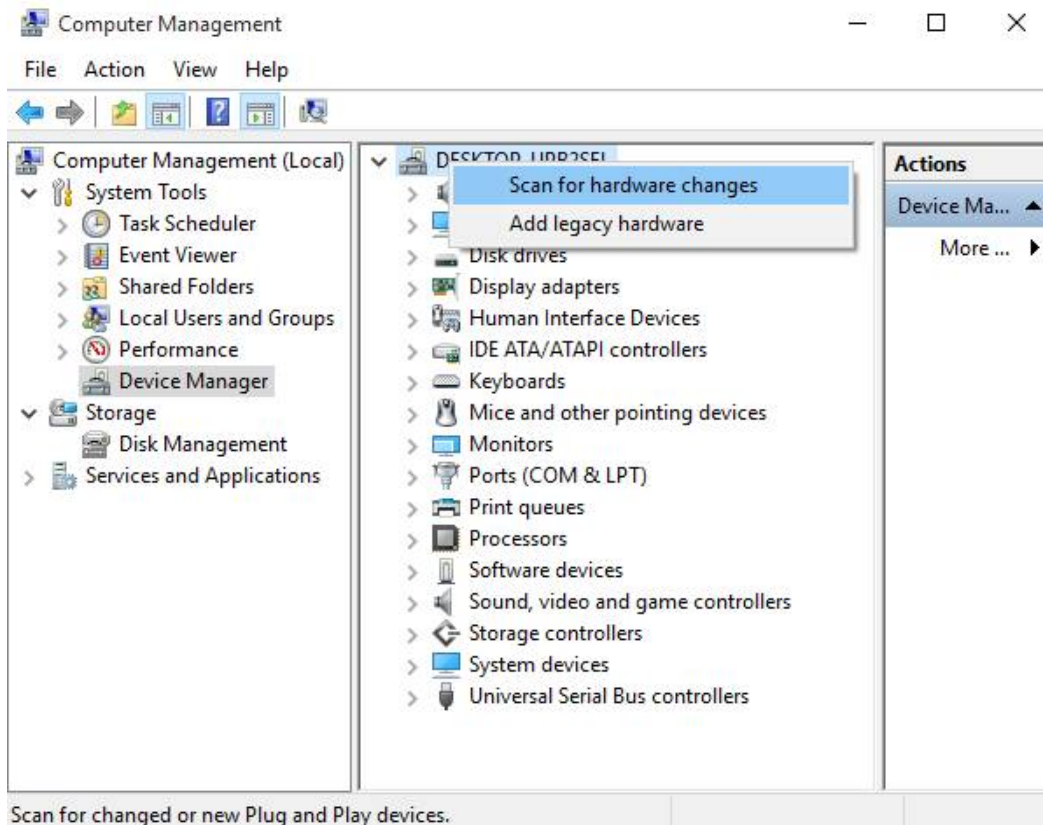 Computer Management
File Action View Help
Computer Management (Local)
System Tools
Task Scheduler
Event Viewer
Shared Folders
Local Users and Groups
Performance
Device Manager
Storage
Disk Management
Services and Applications
Scan for hardware changes
Add legacy hardware
Disk drives
Display adapters
Human Interface Devices
IDE ATA/ATAPI controllers
Keyboards
Mice and other pointing devices
Monitors
Ports (COM & LPT)
Print queues
Processors
Software devices
Sound, video and game controllers
Storage controllers
System devices
Universal Serial Bus controllers
Actions
Device Ma...
More ...
Scan for changed or new Plug and Play devices.